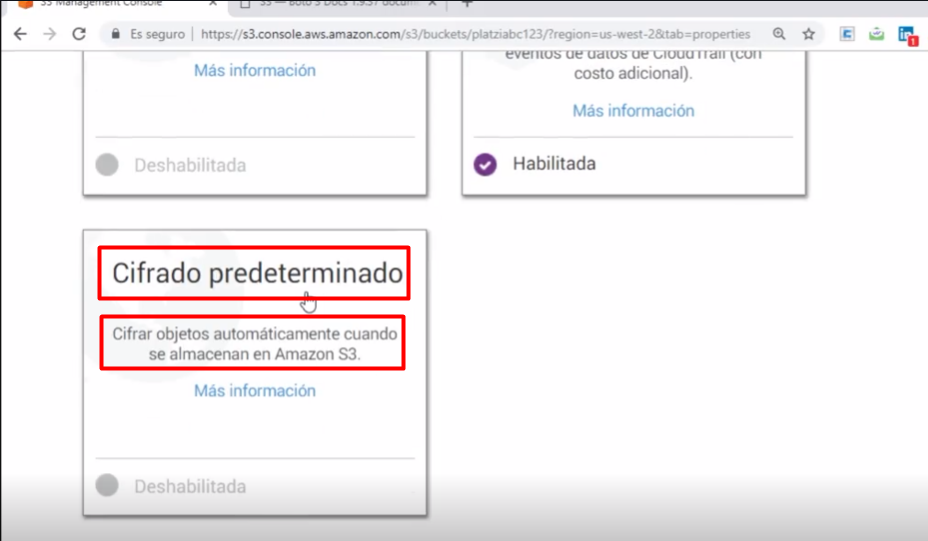 S3 Management Console
S3 — Boto 3 Docs 1.9.37 docum
Es seguro | https://s3.console.aws.amazon.com/s3/buckets/platziabc123/?region=us-west-2&tab=properties
1
Más información
Deshabilitada
eventos de datos de CloudTrail (con
costo adicional).
Más información
Habilitada
Cifrado predeterminado
Cifrar objetos automáticamente cuando
se almacenan en Amazon S3.
Más información
Deshabilitada